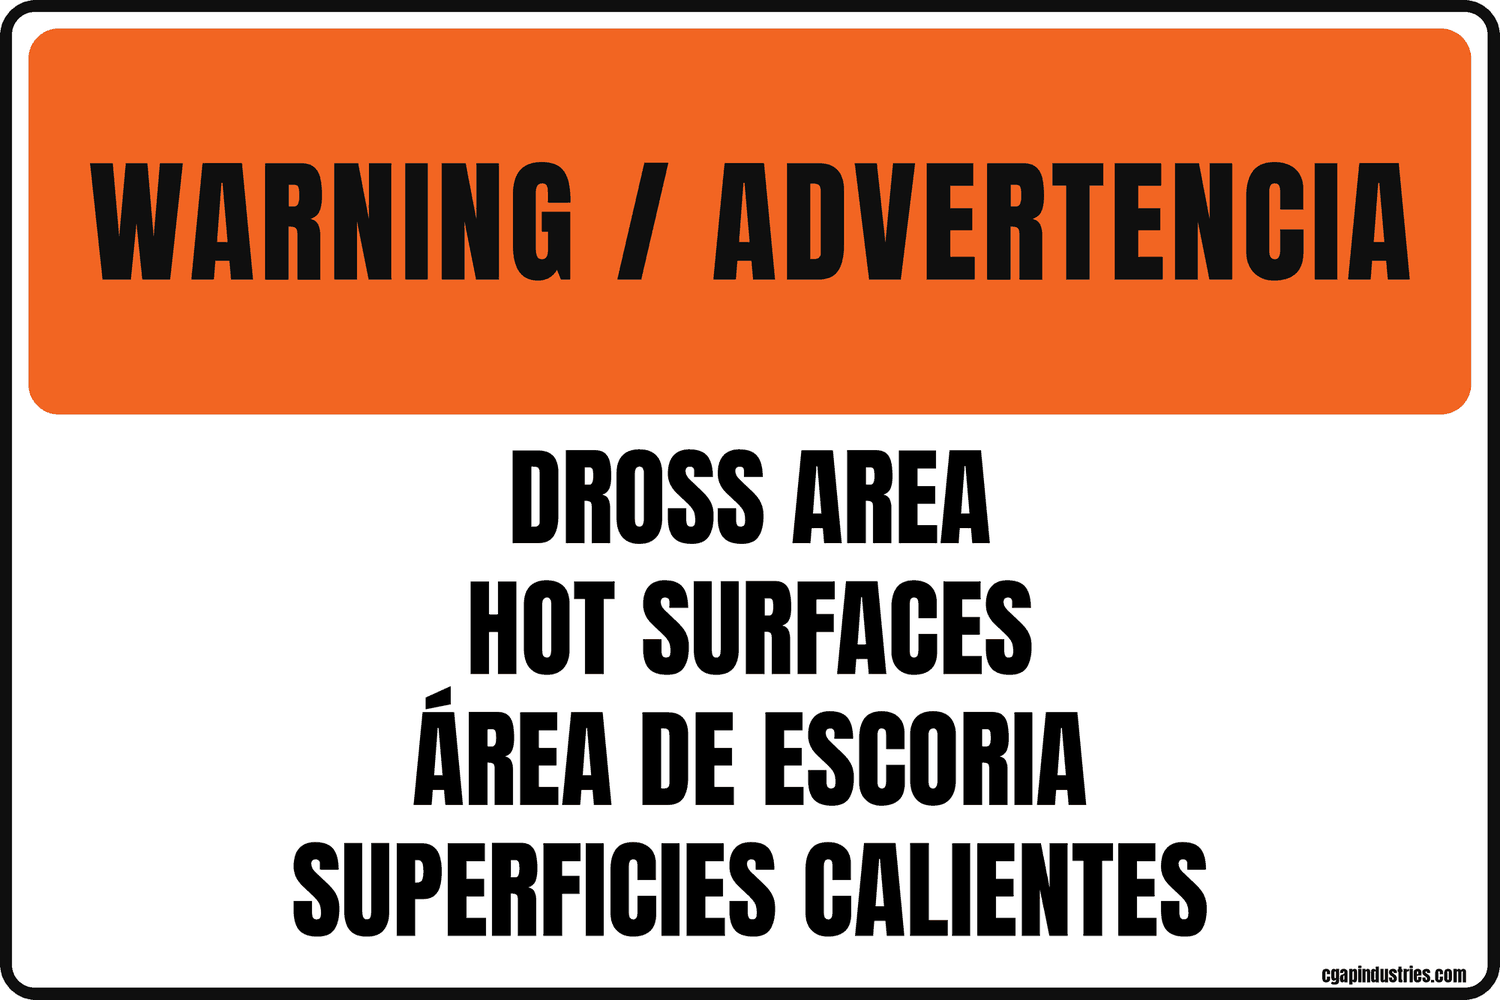 WARNING / ADVERTENCIA
DROSS AREA
HOT SURFACES
ÁREA DE ESCORIA
SUPERFICIES CALIENTES
cgapindustries.com